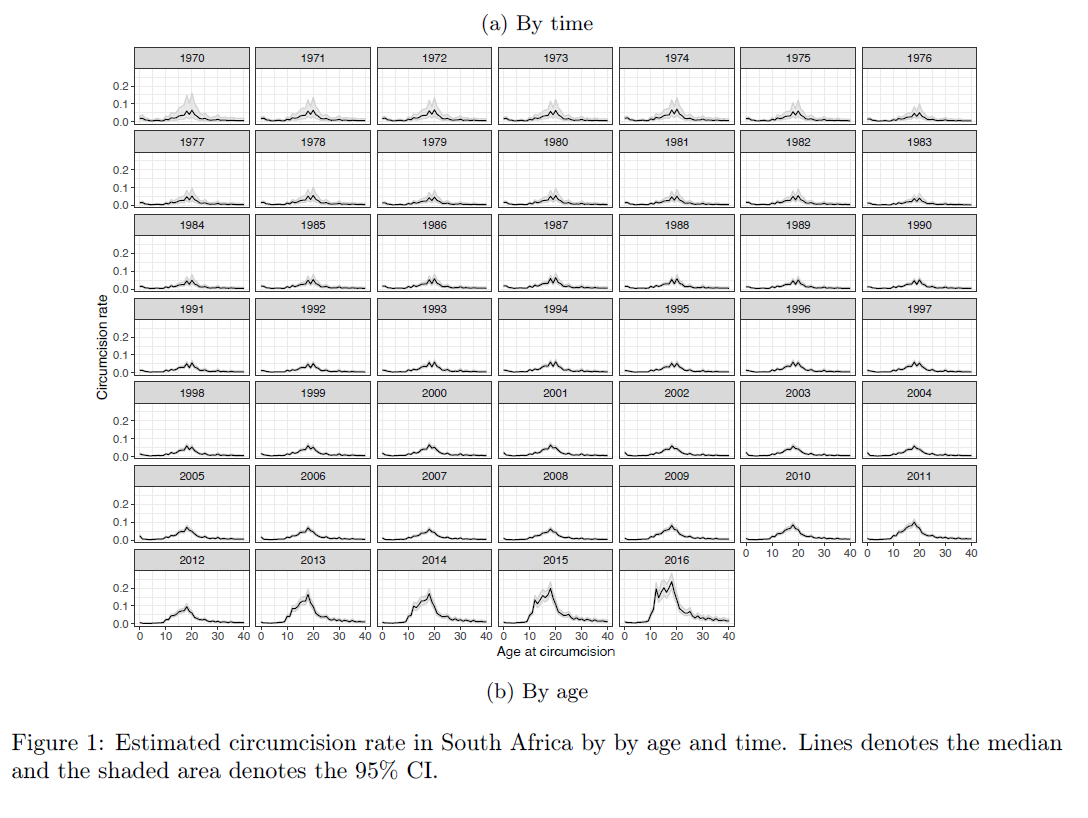 (a) By time
1970 1971 1972 1973 1974 1975 1976
0.2
0.1
0.0
1977 1978 1979 1980 1981 1982 1983
0.2
0.1
0.0
1984 1985 1986 1987 1988 1989 1990
0.2
0.1
0.0
Circumcision rate
1991 1992 1993 1994 1995 1996 1997
0.2
0.1
0.0
1998 1999 2000 2001 2002 2003 2004
0.2
0.1
0.0
2005 2006 2007 2008 2009 2010 2011
0.2
0.1
0.0
0 10 20 30 40 0 10 20 30 40
2012 2013 2014 2015 2016
0.2
0.1
0.0
0 10 20 30 40 0 10 20 30 40 0 10 20 30 40 0 10 20 30 40 0 10 20 30 40
Age at circumcision
(b) By age
Figure 1: Estimated circumcision rate in South Africa by by age and time. Lines denotes the median
and the shaded area denotes the 95% CI.